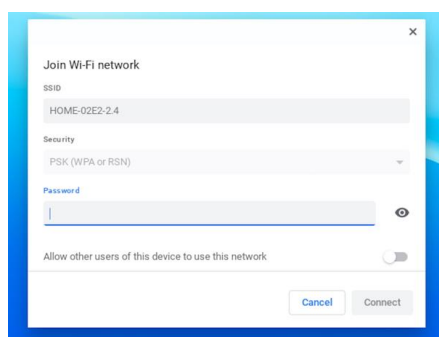 Join Wi-Fi network
SSID
HOME-02E2-2.4
Security
PSK (WPA or RSN)
Password
Allow other users of this device to use this network
Cancel Connect